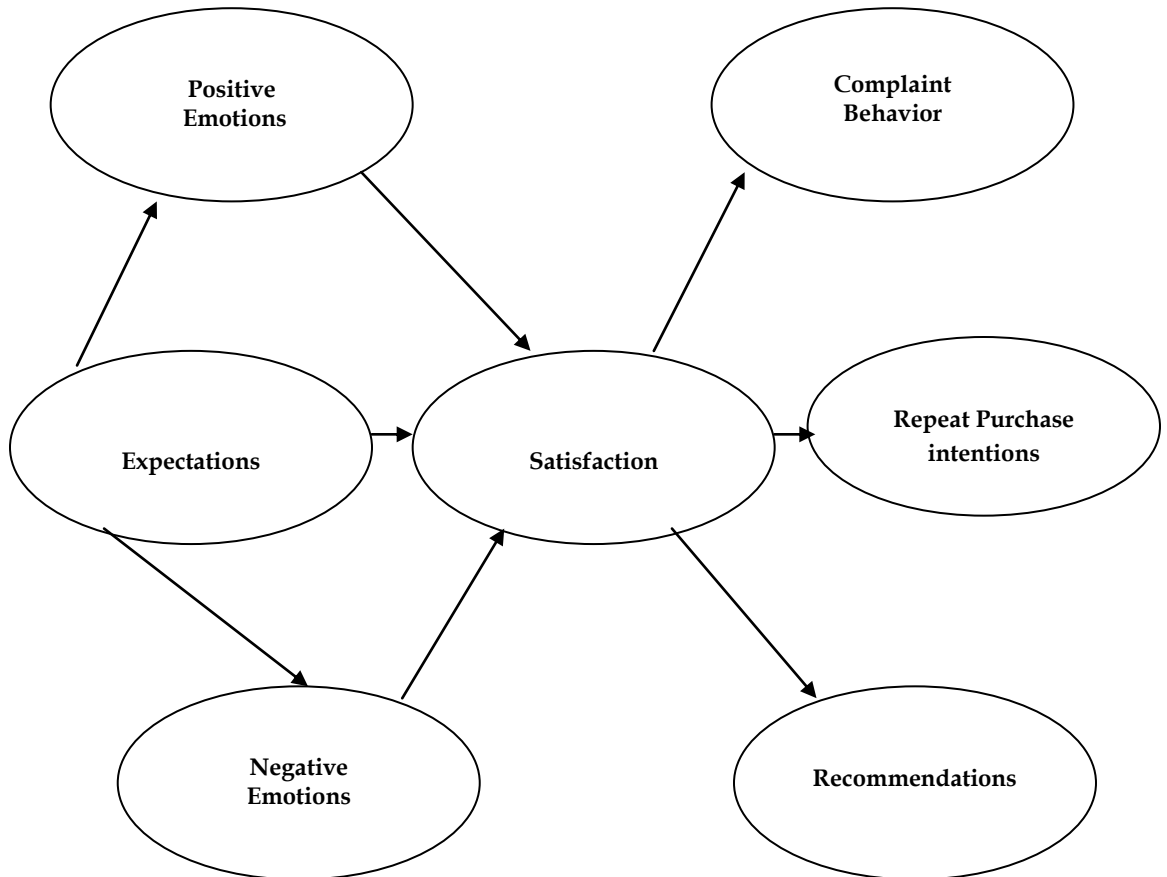 Positive
Emotions
Complaint
Behavior
Expectations
Satisfaction
Repeat Purchase
intentions
Negative
Emotions
Recommendations